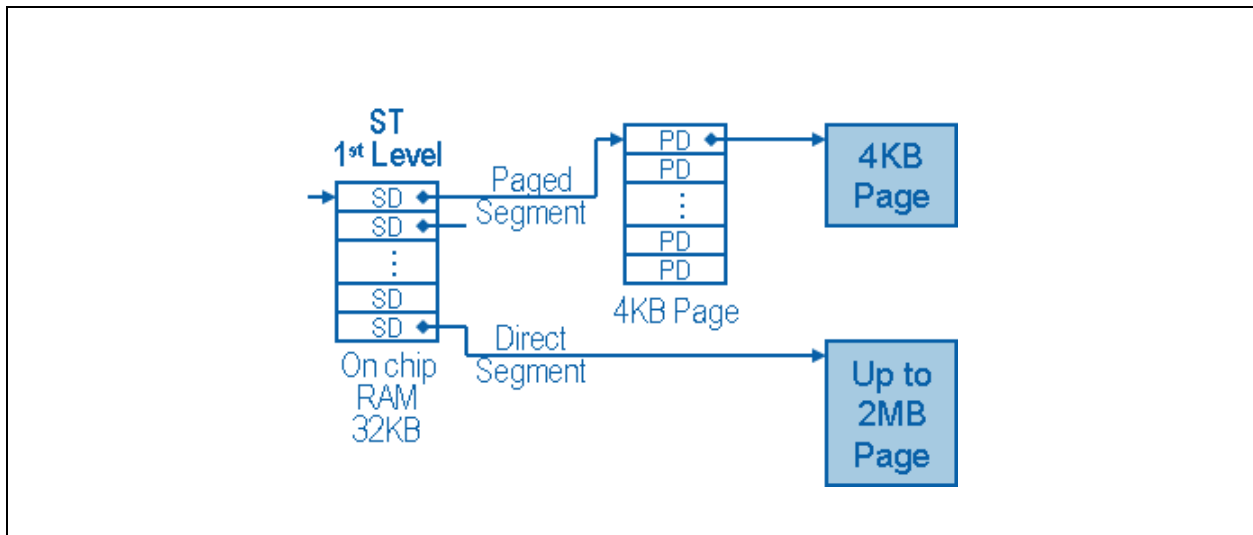 ST
1st Level
SD
SD
⋮
SD
SD
On chip
RAM
32KB
Paged
Segment
Direct
Segment
PD
PD
⋮
PD
PD
4KB Page
4KB
Page
Up to
2MB
Page